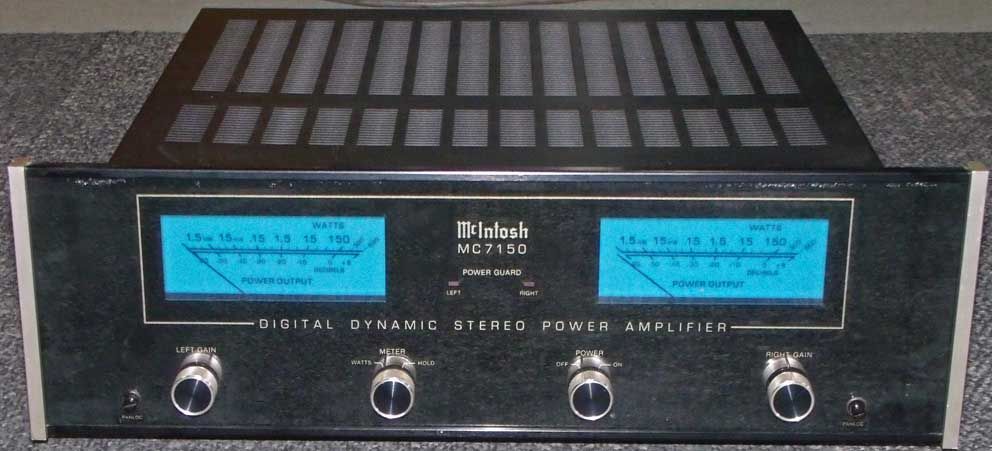 McIntosh
MC7150
POWER GUARD
LEFT RIGHT
WATTS
1.5 .15 1.5 15 150
DECIBELS
POWER OUTPUT
WATTS
1.5 .15 1.5 15 150
DECIBELS
POWER OUTPUT
DIGITAL DYNAMIC STEREO POWER AMPLIFIER
LEFT GAIN METER POWER RIGHT GAIN
WATTS HOLD OFF ON
PANLOC PANLOC